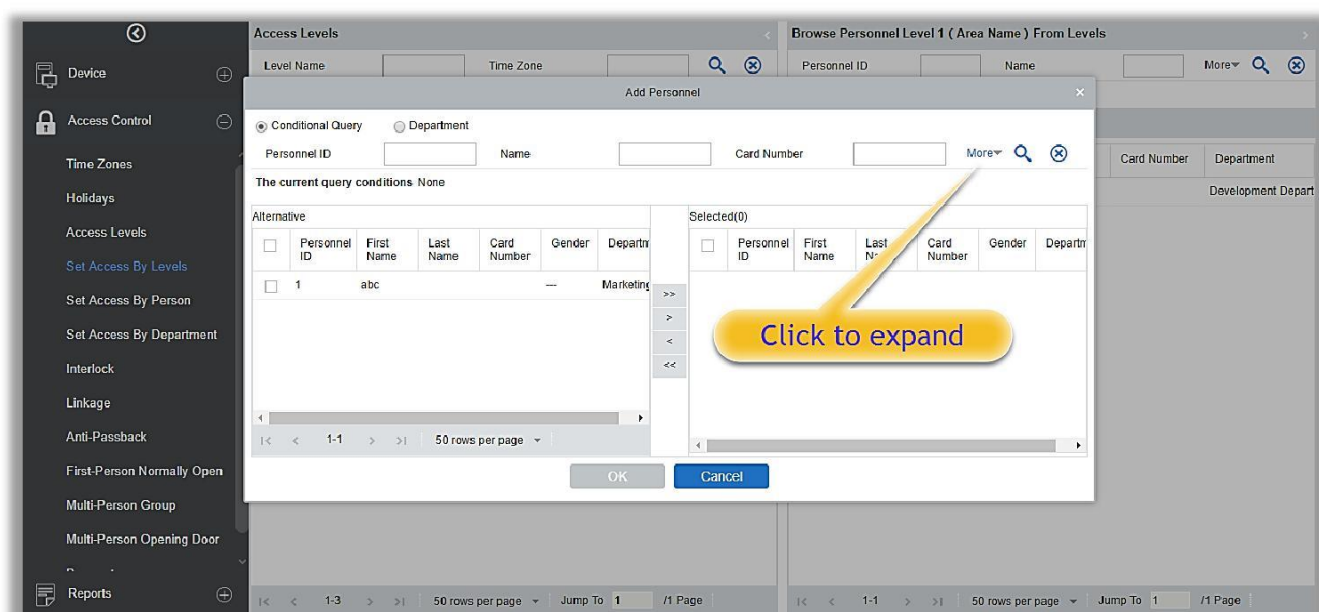 Access Levels
Browse Personnel Level 1 ( Area Name ) From Levels
Device
Level Name Time Zone
Personnel ID Name More
Add Personnel
Access Control
Conditional Query Department
Personnel ID Name Card Number More
The current query conditions None
Time Zones
Holidays
Access Levels
Set Access By Levels
Set Access By Person
Set Access By Department
Interlock
Linkage
Anti-Passback
First-Person Normally Open
Multi-Person Group
Multi-Person Opening Door
Reports
Alternative
Personnel ID First Name Last Name Card Number Gender Departm
1 abc --- Marketing
>>
>
<
<<
Selected(0)
Personnel ID First Name Last Card Number Gender Departm
Card Number Department
Development Depart
Click to expand
|< < 1-1 > >| 50 rows per page
OK Cancel
|< < 1-3 > >| 50 rows per page Jump To 1 /1 Page
|< < 1-1 > >| 50 rows per page Jump To 1 /1 Page